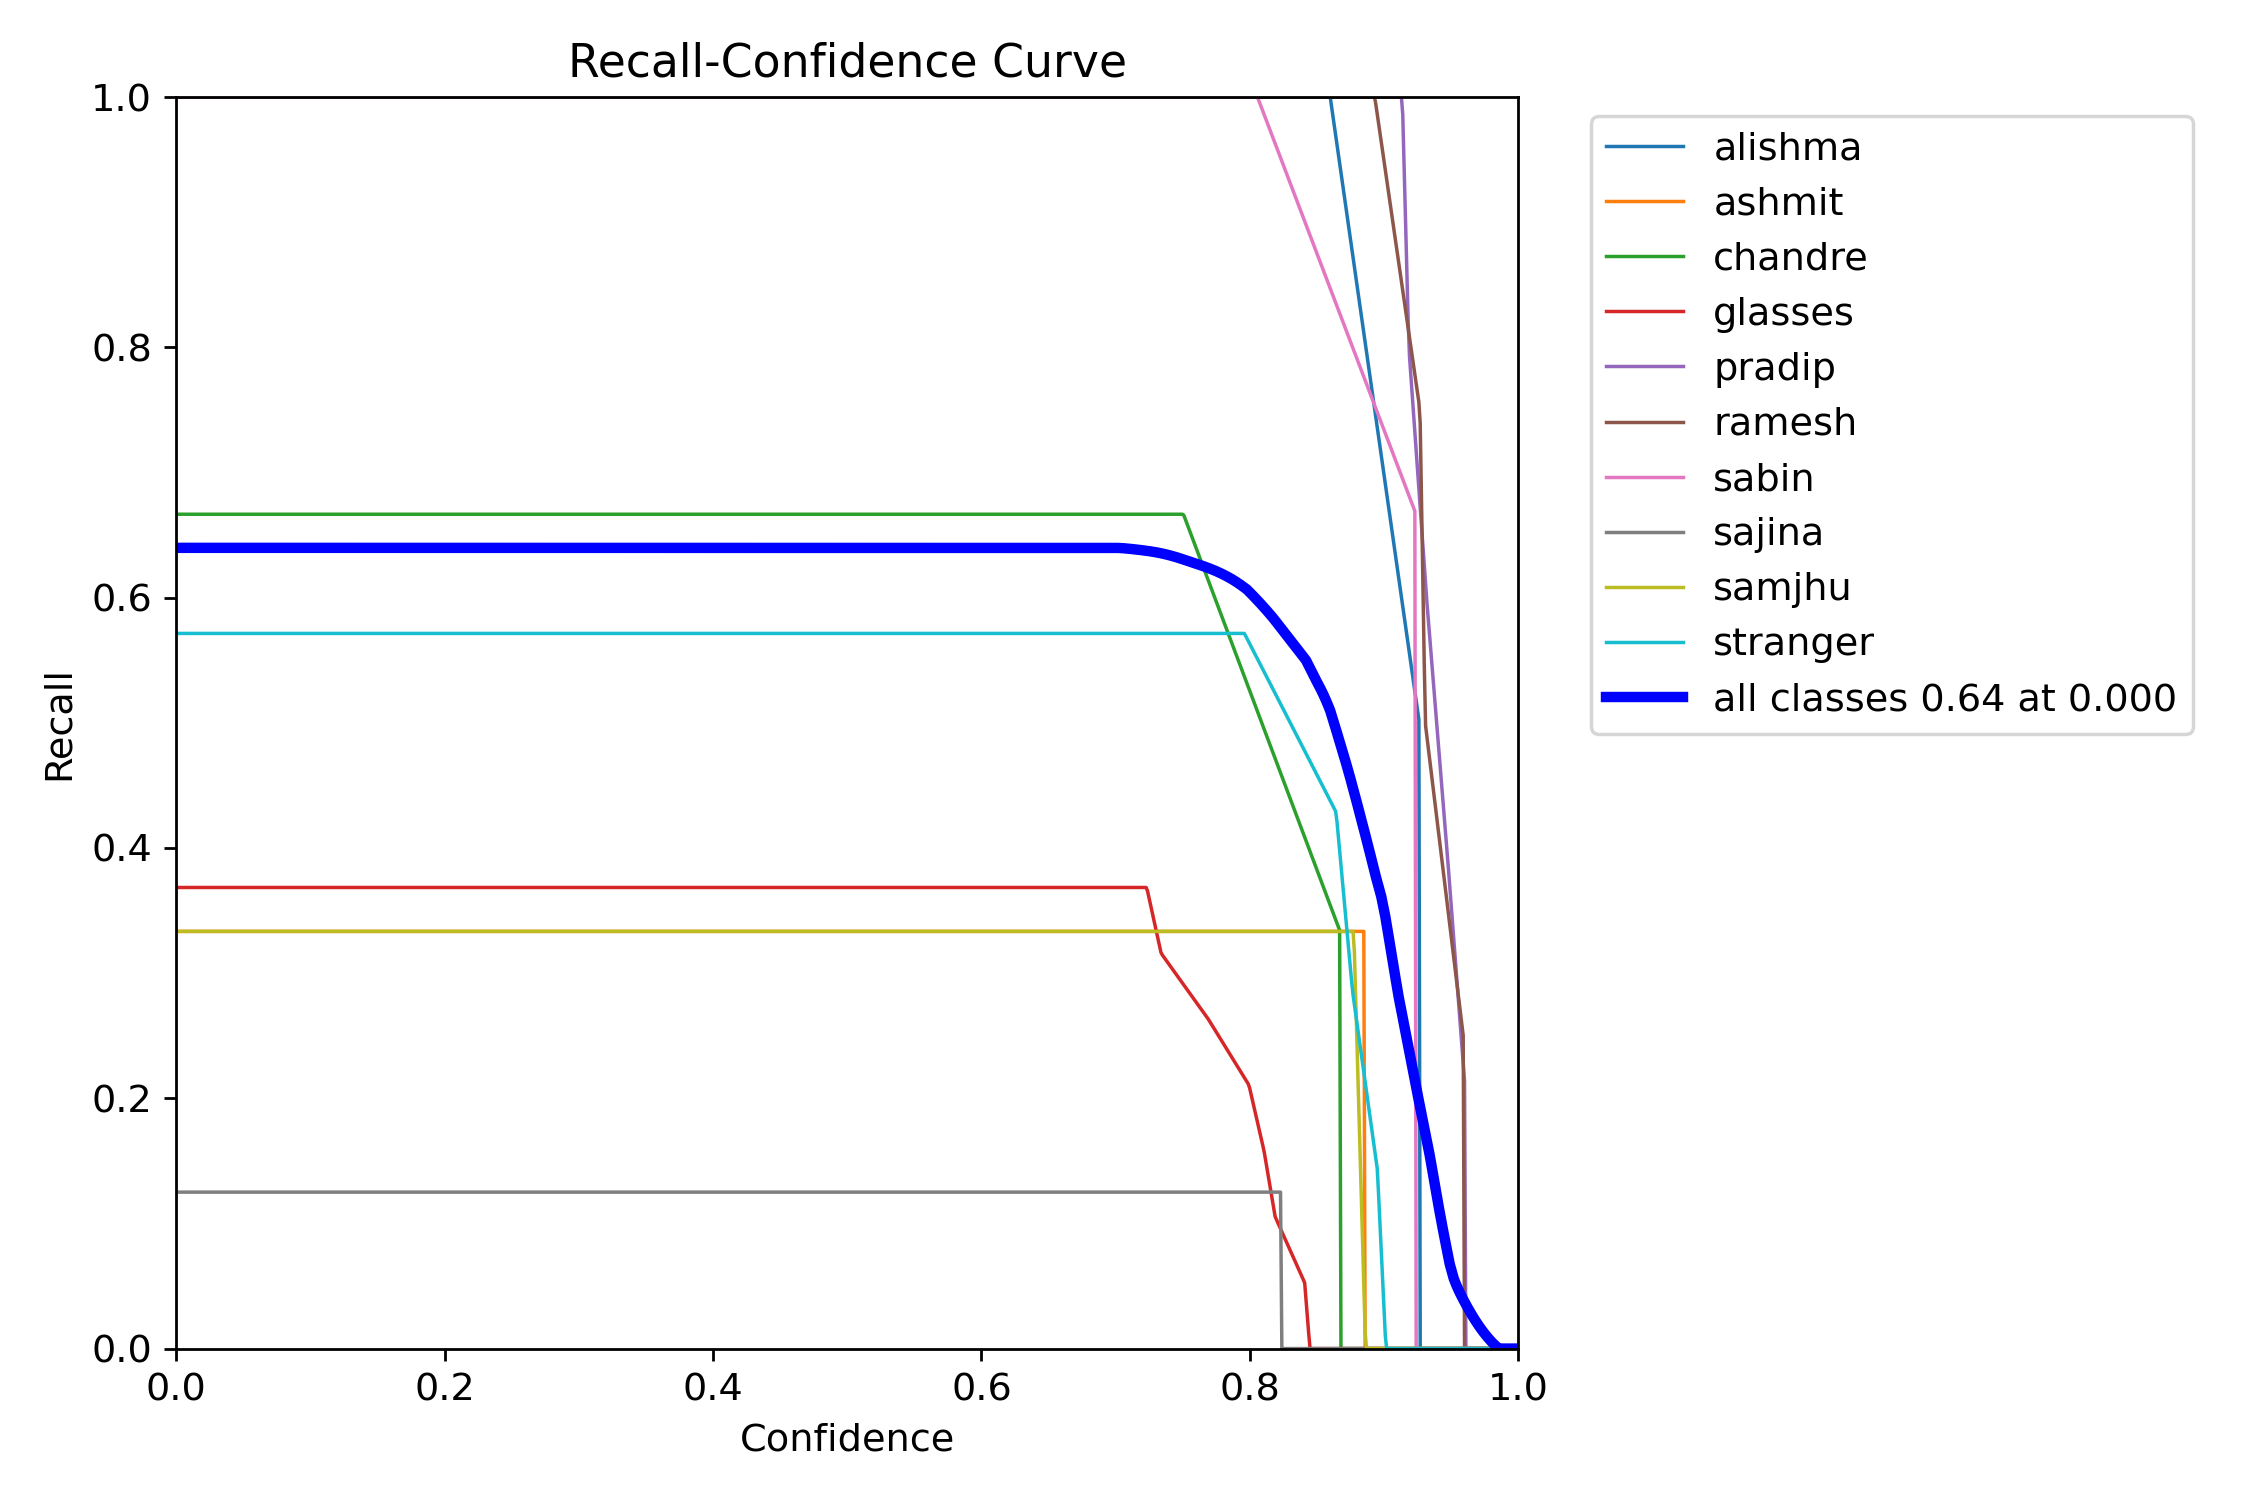 Recall-Confidence Curve
1.0
0.8
0.6
0.4
0.2
0.0
Recall
0.0 0.2 0.4 0.6 0.8 1.0
Confidence
alishma
ashmit
chandre
glasses
pradip
ramesh
sabin
sajina
samjhu
stranger
all classes 0.64 at 0.000